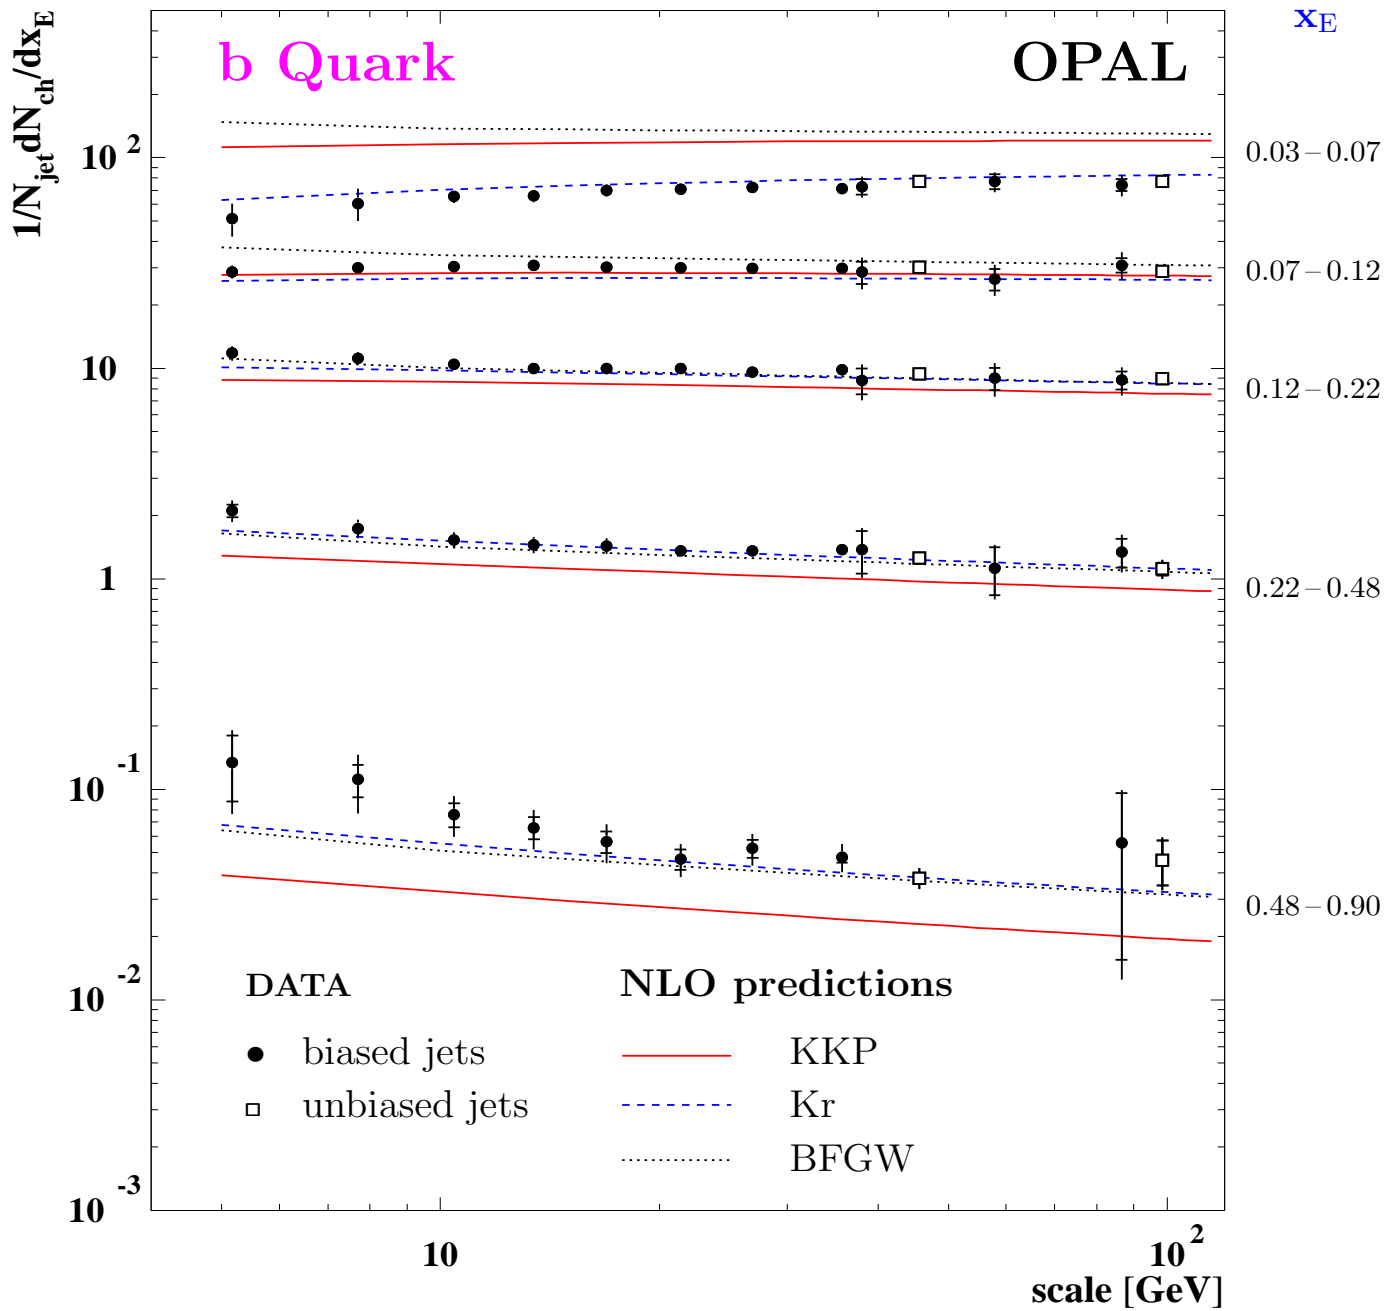 x_E
b Quark OPAL
1/N_jet dN_ch/dx_E
10^2
10
1
10^-1
10^-2
10^-3
0.03−0.07
0.07−0.12
0.12−0.22
0.22−0.48
0.48−0.90
DATA NLO predictions
biased jets KKP
unbiased jets Kr
BFGW
10 10^2
scale [GeV]